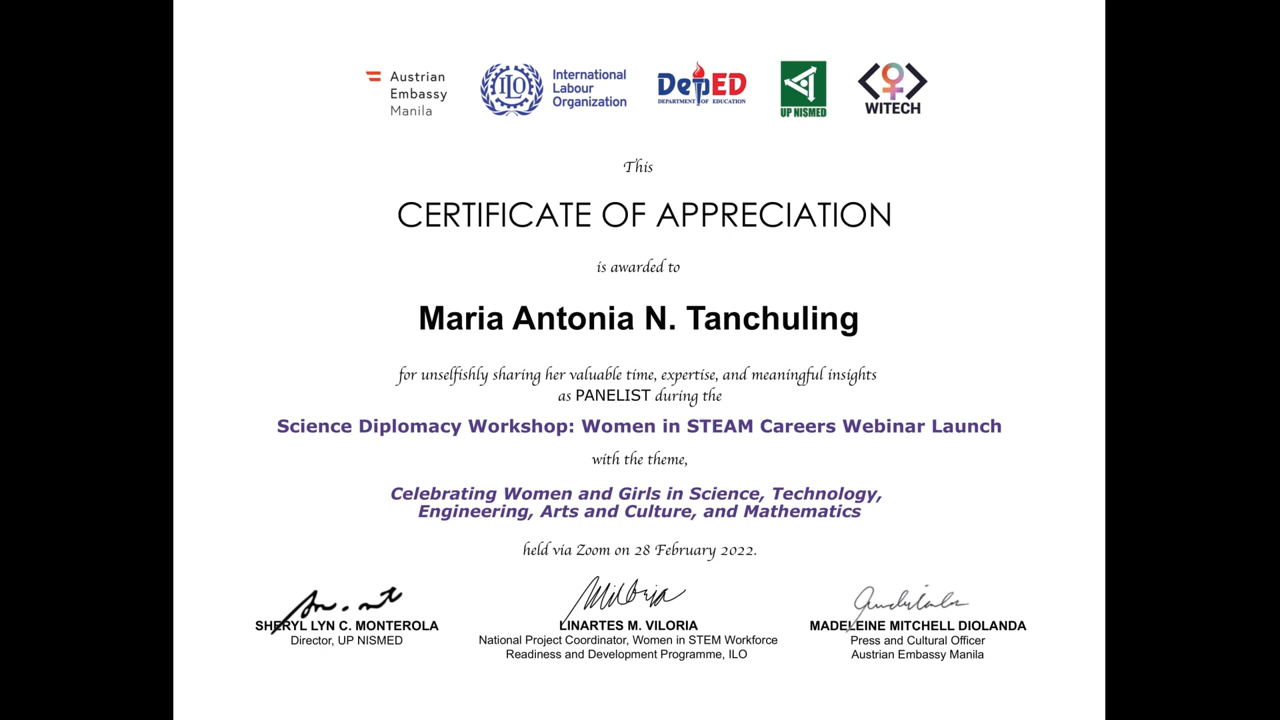 Austrian
Embassy
Manila
ILO
International
Labour
Organization
DepED
DEPARTMENT OF EDUCATION
UP NISMED
WITECH
This
CERTIFICATE OF APPRECIATION
is awarded to
Maria Antonia N. Tanchuling
for unselfishly sharing her valuable time, expertise, and meaningful insights
as PANELIST during the
Science Diplomacy Workshop: Women in STEAM Careers Webinar Launch
with the theme,
Celebrating Women and Girls in Science, Technology,
Engineering, Arts and Culture, and Mathematics
held via Zoom on 28 February 2022.
SHERYL LYN C. MONTEROLA
Director, UP NISMED
LINARTES M. VILORIA
National Project Coordinator, Women in STEM Workforce
Readiness and Development Programme, ILO
MADELEINE MITCHELL DIOLANDA
Press and Cultural Officer
Austrian Embassy Manila